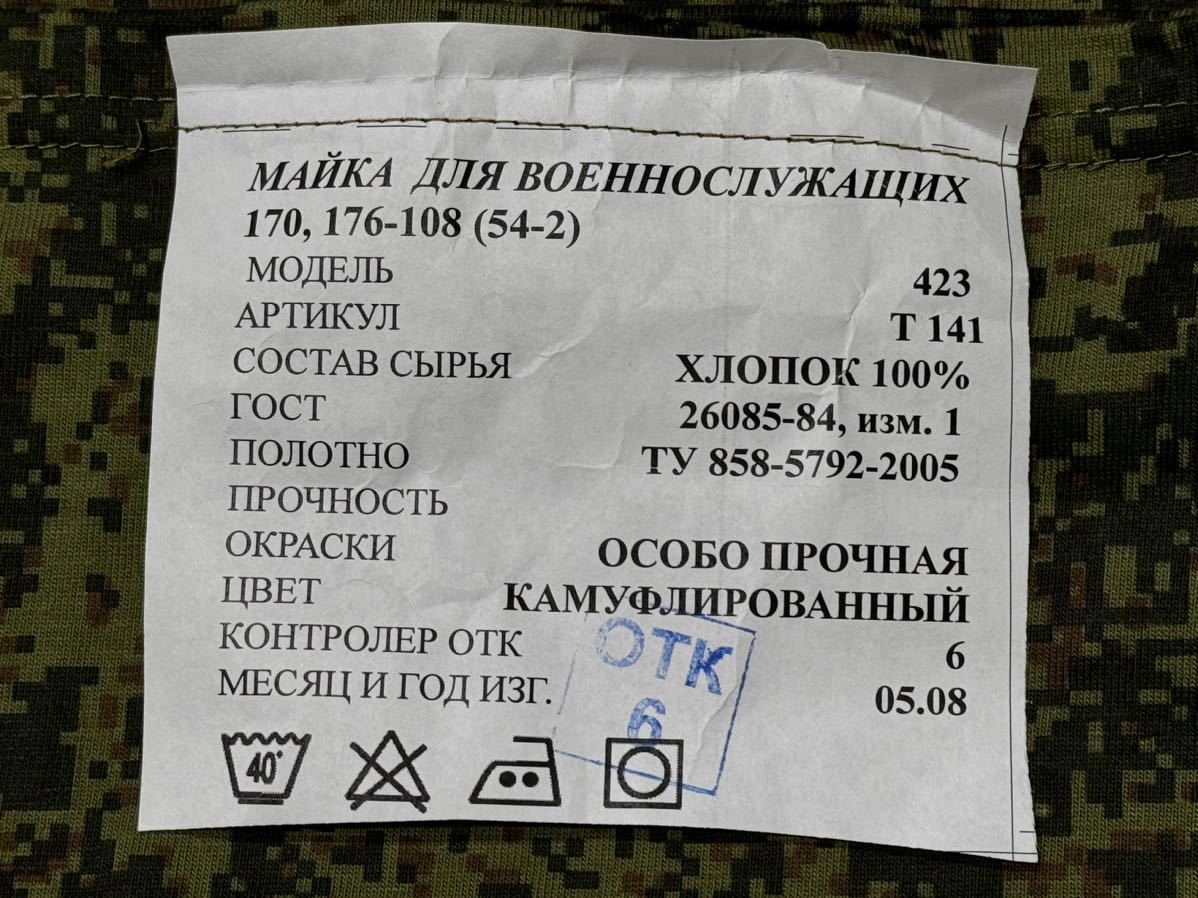 МАЙКА ДЛЯ ВОЕННОСЛУЖАЩИХ
170, 176-108 (54-2)
МОДЕЛЬ 423
АРТИКУЛ Т 141
СОСТАВ СЫРЬЯ ХЛОПОК 100%
ГОСТ 26085-84, изм. 1
ПОЛОТНО ТУ 858-5792-2005
ПРОЧНОСТЬ
ОКРАСКИ ОСОБО ПРОЧНАЯ
ЦВЕТ КАМУФЛИРОВАННЫЙ
КОНТРОЛЕР ОТК 6
МЕСЯЦ И ГОД ИЗГ. 05.08
ОТК
6
40°